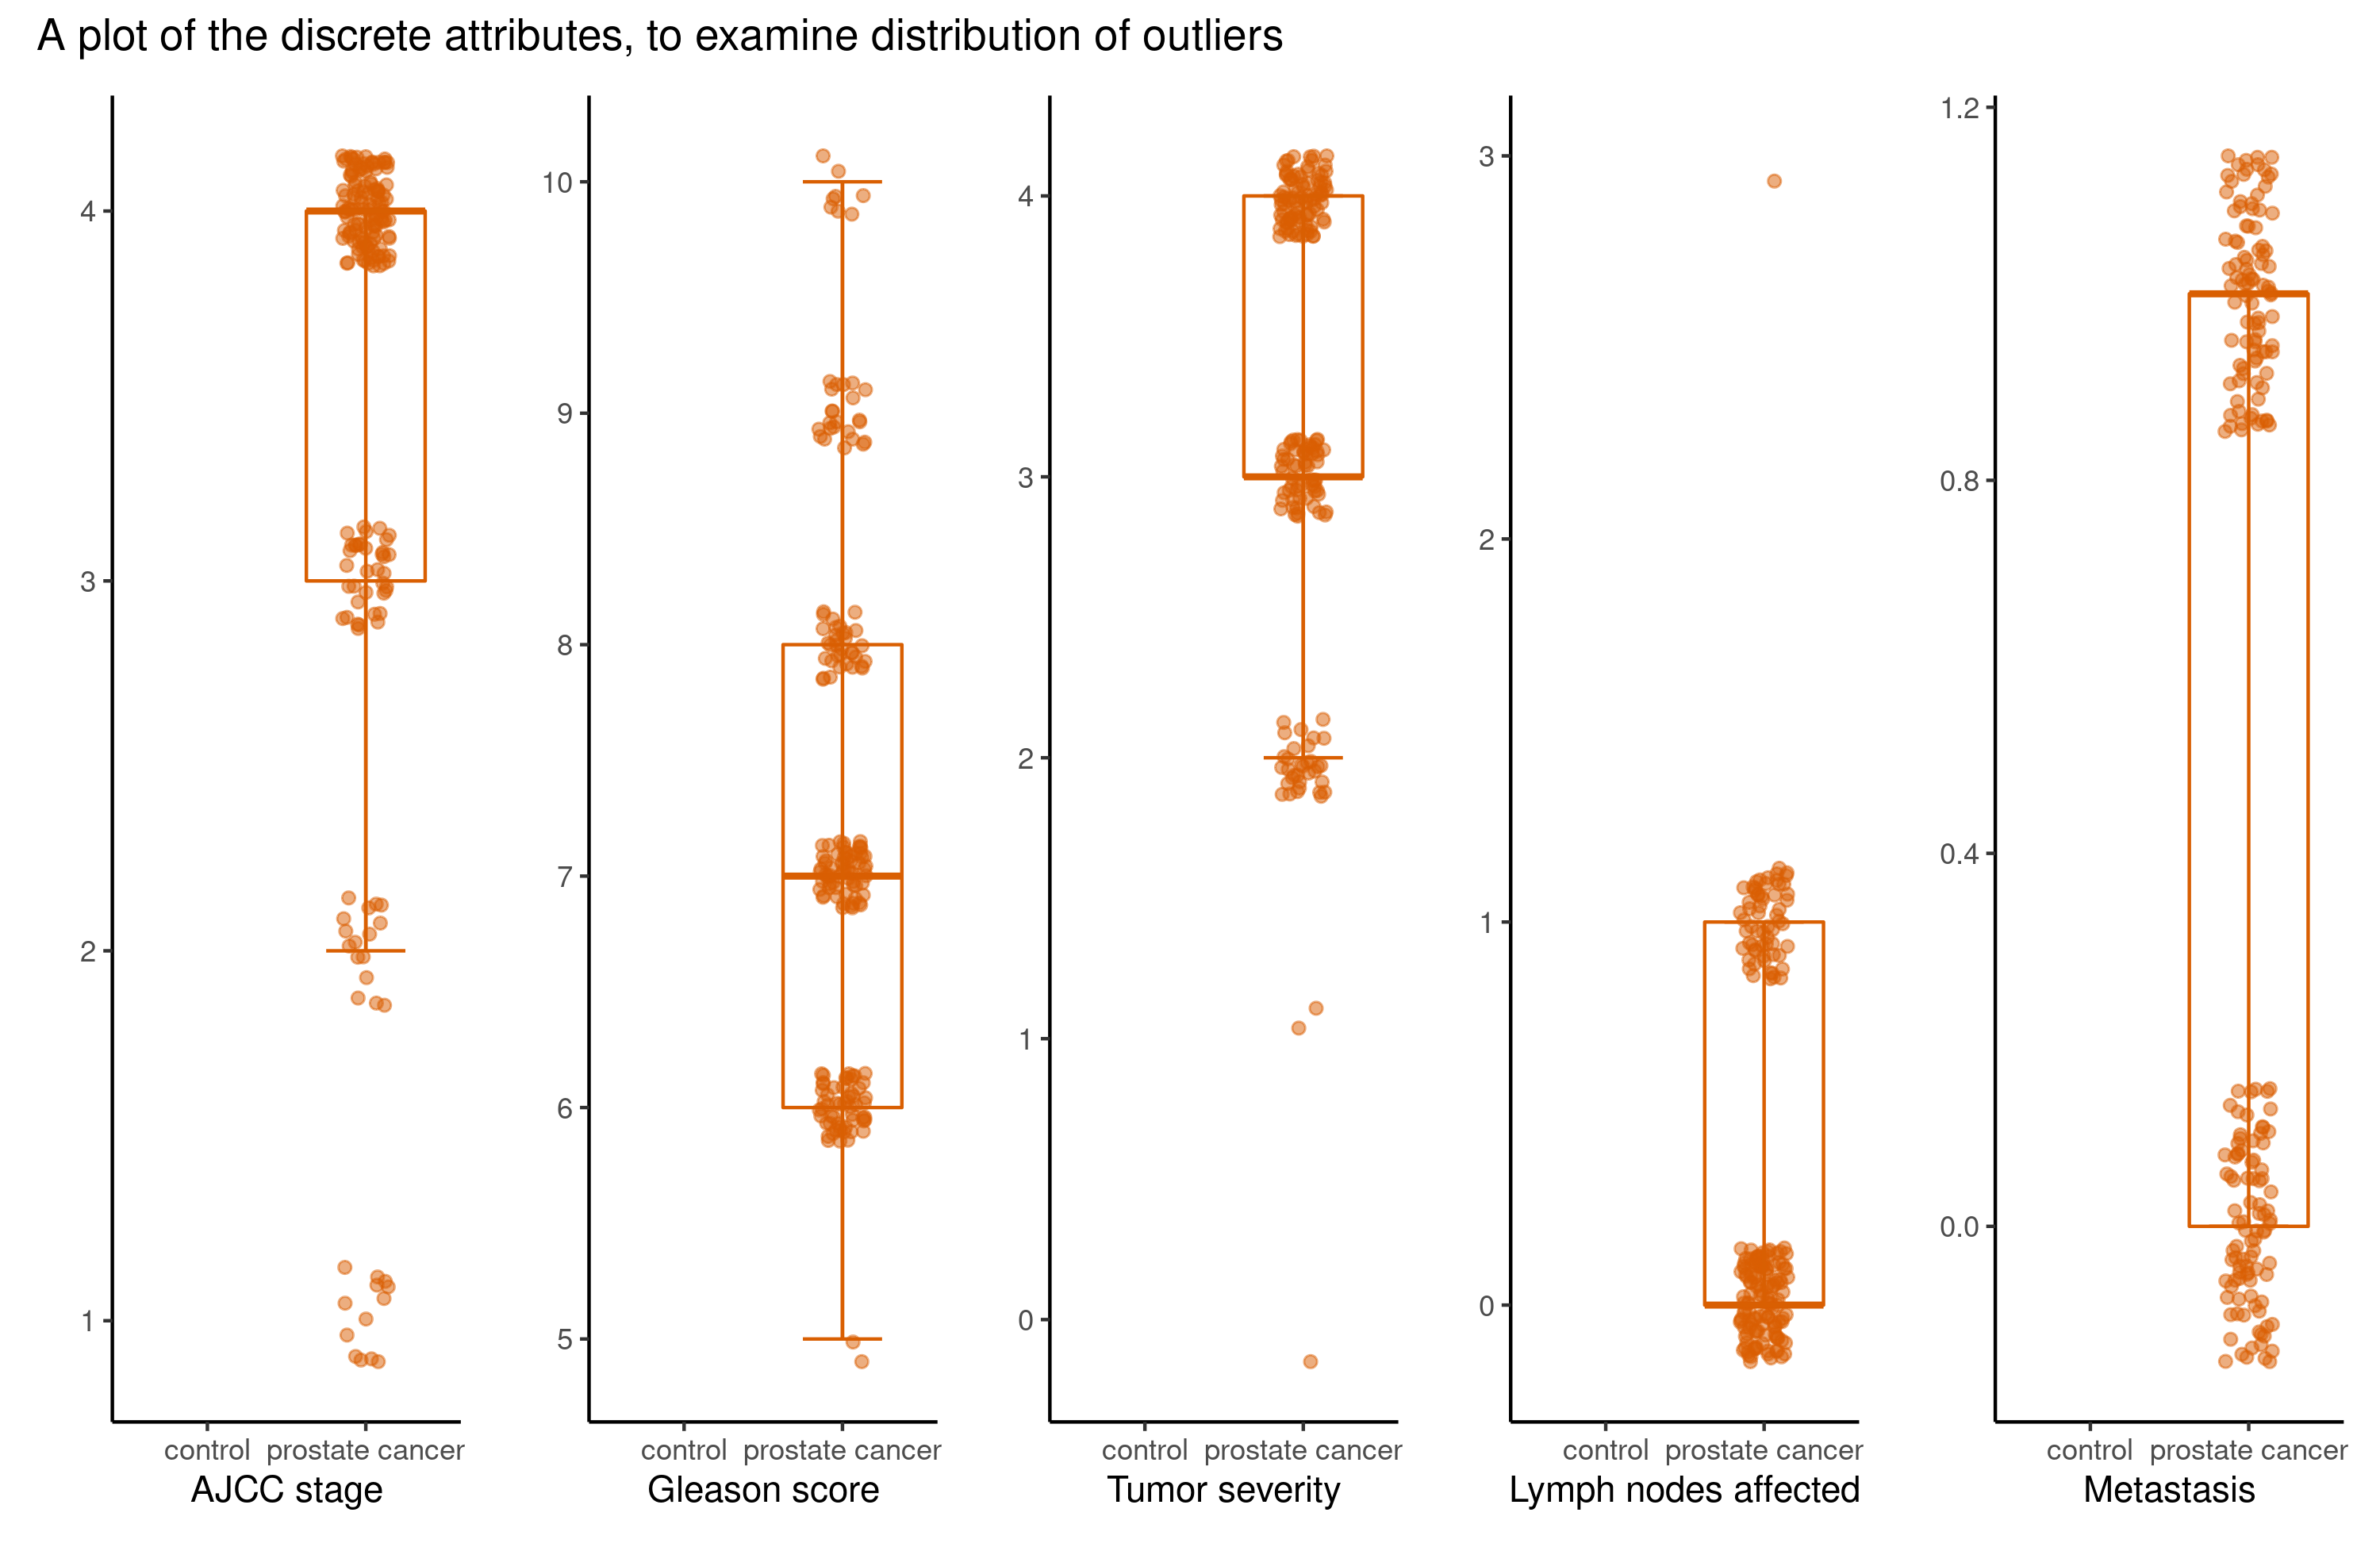 A plot of the discrete attributes, to examine distribution of outliers
4
3
2
1
control prostate cancer
AJCC stage
10
9
8
7
6
5
control prostate cancer
Gleason score
4
3
2
1
0
control prostate cancer
Tumor severity
3
2
1
0
control prostate cancer
Lymph nodes affected
1.2
0.8
0.4
0.0
control prostate cancer
Metastasis